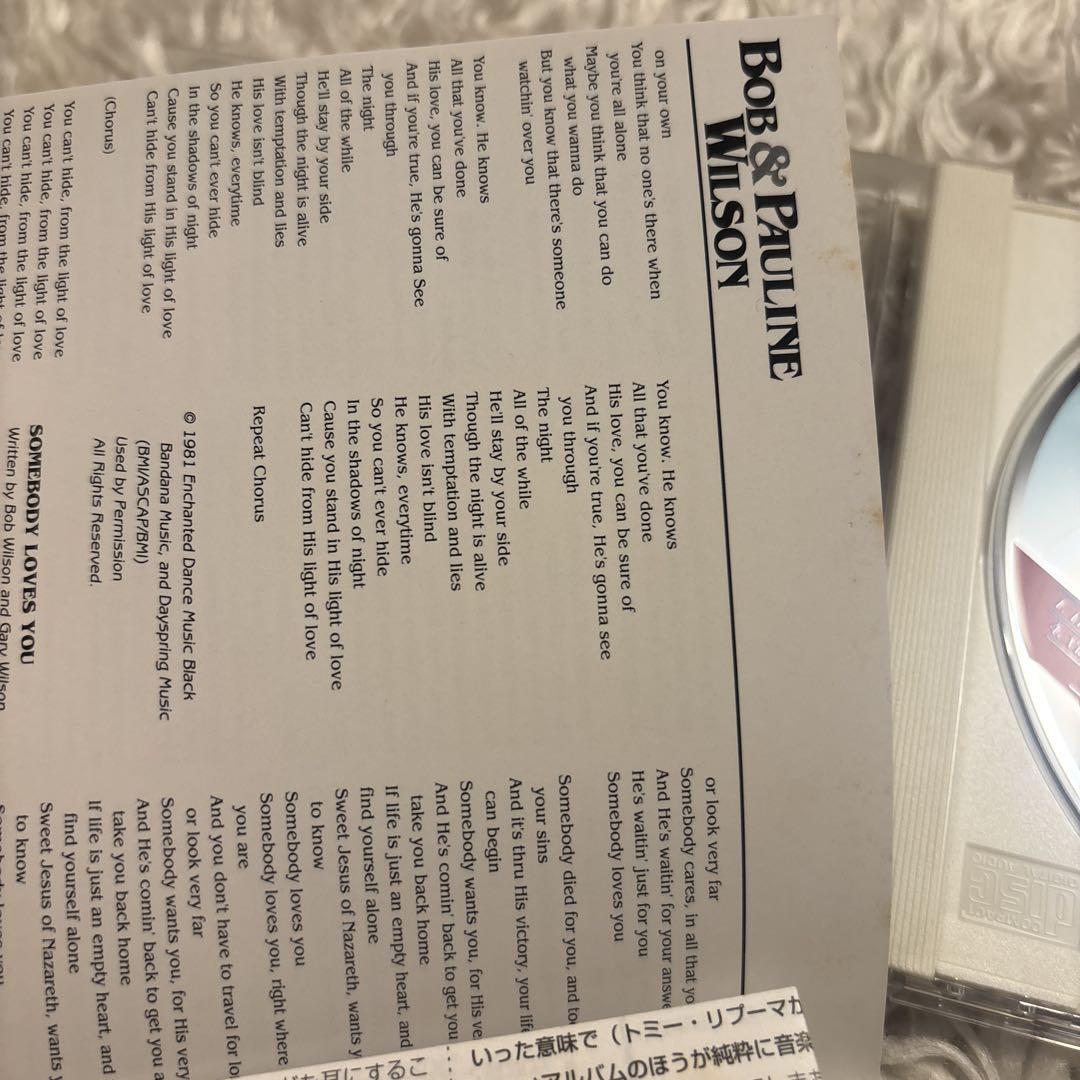 BOB & PAULINE
WILSON
on your own
You think that no one's there when
you're all alone
Maybe you think that you can do
what you wanna do
But you know that there's someone
watchin' over you
You know. He knows
All that you've done
His love, you can be sure of
And if you're true, He's gonna See
you through
The night
All of the while
He'll stay by your side
Though the night is alive
With temptation and lies
His love isn't blind
He knows, everytime
So you can't ever hide
In the shadows of night
Cause you stand in His light of love
Can't hide from His light of love
(Chorus)
You can't hide, from the light of love
You can't hide, from the light of love
You can't hide, from the light of love
You can't hide, from the light of love
You know. He knows
All that you've done
His love, you can be sure of
And if you're true, He's gonna see
you through
The night
All of the while
He'll stay by your side
Though the night is alive
With temptation and lies
His love isn't blind
He knows, everytime
So you can't ever hide
In the shadows of night
Cause you stand in His light of love
Can't hide from His light of love
Repeat Chorus
© 1981 Enchanted Dance Music Black
Bandana Music, and Dayspring Music
(BMI/ASCAP/BMI)
Used by Permission
All Rights Reserved.
SOMEBODY LOVES YOU
Written by Bob Wilson and Gary Wilson
or look very far
Somebody cares, in all that yo
And He's waitin' for your answe
He's waitin' just for you
Somebody loves you
Somebody died for you, and to
your sins
And it's thru His victory, your life
can begin
Somebody wants you, for His ve
And He's comin' back to get you
take you back home
If life is just an empty heart, and
find yourself alone
Sweet Jesus of Nazareth, wants y
to know
Somebody loves you
Somebody loves you, right where
you are
And you don't have to travel for lo
or look very far
Somebody wants you, for His very
And He's comin' back to get you a
take you back home
If life is just an empty heart, and
find yourself alone
Sweet Jesus of Nazareth, wants y
to know
いった意味で（トミー・リプーマが
アルバムのほうが純粋に音楽
を耳にするこ
COMPACT
disc
DIGITAL AUDIO